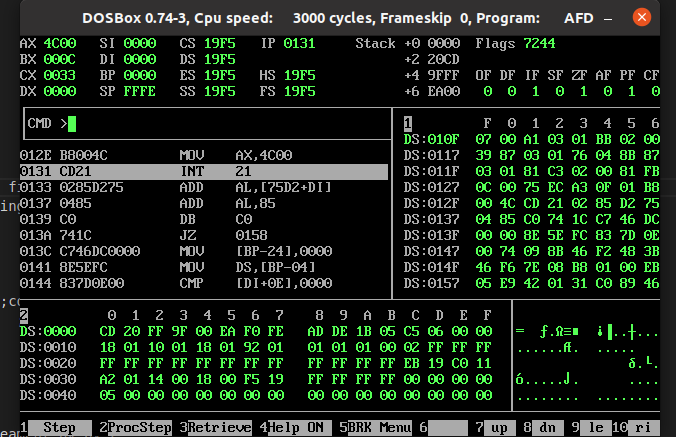 DOSBox 0.74-3, Cpu speed: 3000 cycles, Frameskip 0, Program: AFD
AX 4C00 SI 0000 CS 19F5 IP 0131 Stack +0 0000 Flags 7244
BX 000C DI 0000 DS 19F5 +2 20CD
CX 0033 BP 0000 ES 19F5 HS 19F5 +4 9FFF OF DF IF SF ZF AF PF CF
DX 0000 SP FFFE SS 19F5 FS 19F5 +6 EA00 0 0 1 0 1 0 1 0
CMD > 1 F 0 1 2 3 4 5 6
DS:010F 07 00 A1 03 01 BB 02 00
012E B8004C MOV AX,4C00 DS:0117 39 87 03 01 76 04 8B 87
0131 CD21 INT 21 DS:011F 03 01 81 C3 02 00 81 FB
0133 0285D275 ADD AL,[75D2+DI] DS:0127 0C 00 75 EC A3 0F 01 B8
0137 0485 ADD AL,85 DS:012F 00 4C CD 21 02 85 D2 75
0139 C0 DB C0 DS:0137 04 85 C0 74 1C C7 46 DC
013A 741C JZ 0158 DS:013F 00 00 8E 5E FC 83 7D 0E
013C C746DC0000 MOV [BP-24],0000 DS:0147 00 74 09 8B 46 F2 48 3B
0141 8E5EFC MOV DS,[BP-04] DS:014F 46 F6 7E 08 B8 01 00 EB
0144 837D0E00 CMP [DI+0E],0000 DS:0157 05 E9 42 01 31 C0 89 46
2 0 1 2 3 4 5 6 7 8 9 A B C D E F
DS:0000 CD 20 FF 9F 00 EA F0 FE AD DE 1B 05 C5 06 00 00
DS:0010 18 01 10 01 18 01 92 01 01 01 01 00 02 FF FF FF
DS:0020 FF FF FF FF FF FF FF FF FF FF FF FF EB 19 C0 11
DS:0030 A2 01 14 00 18 00 F5 19 FF FF FF FF 00 00 00 00
DS:0040 05 00 00 00 00 00 00 00 00 00 00 00 00 00 00 00
1 Step 2 ProcStep 3 Retrieve 4 Help ON 5 BRK Menu 6 7 up 8 dn 9 le 10 ri